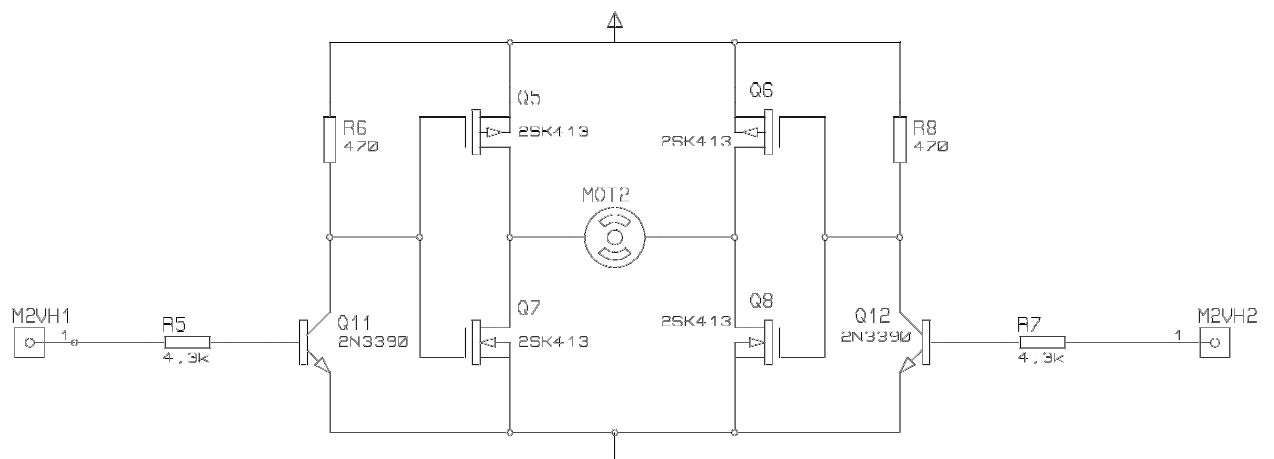 Q5
2SK413
Q6
2SK413
R6
470
R8
470
MOT2
M2VH1
1
R5
4.3k
Q11
2N3390
Q7
2SK413
Q8
2SK413
Q12
2N3390
R7
4.3k
1
M2VH2